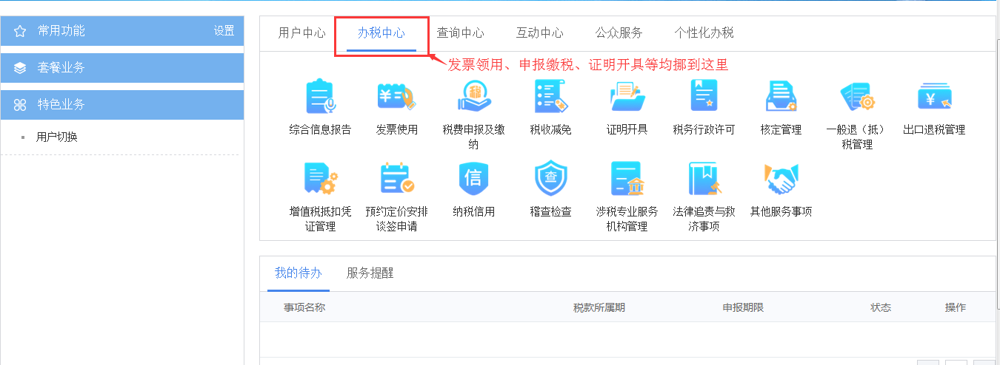 常用功能 设置
套餐业务
特色业务
用户切换
用户中心 办税中心 查询中心 互动中心 公众服务 个性化办税
发票领用、申报缴税、证明开具等均挪到这里
税
¥
综合信息报告 发票使用 税费申报及缴纳 税收减免 证明开具 税务行政许可 核定管理 一般退（抵）税管理 出口退税管理
信 查
增值税抵扣凭证管理 预约定价安排谈签申请 纳税信用 稽查检查 涉税专业服务机构管理 法律追责与救济事项 其他服务事项
我的待办 服务提醒
事项名称 税款所属期 申报期限 状态 操作